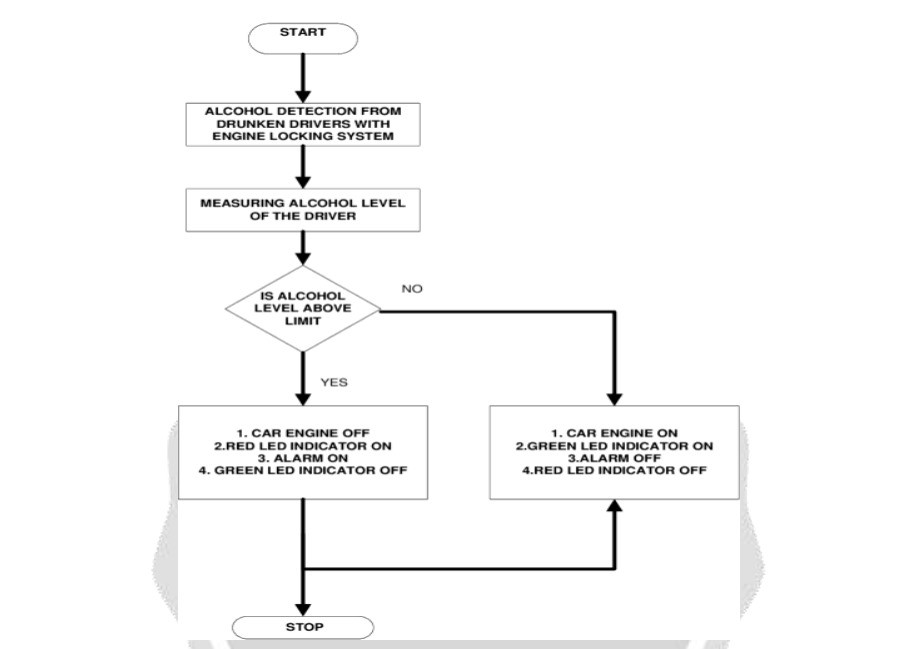 START
ALCOHOL DETECTION FROM
DRUNKEN DRIVERS WITH
ENGINE LOCKING SYSTEM
MEASURING ALCOHOL LEVEL
OF THE DRIVER
IS ALCOHOL
LEVEL ABOVE
LIMIT
NO
YES
1. CAR ENGINE OFF
2.RED LED INDICATOR ON
3. ALARM ON
4. GREEN LED INDICATOR OFF
1. CAR ENGINE ON
2.GREEN LED INDICATOR ON
3.ALARM OFF
4.RED LED INDICATOR OFF
STOP